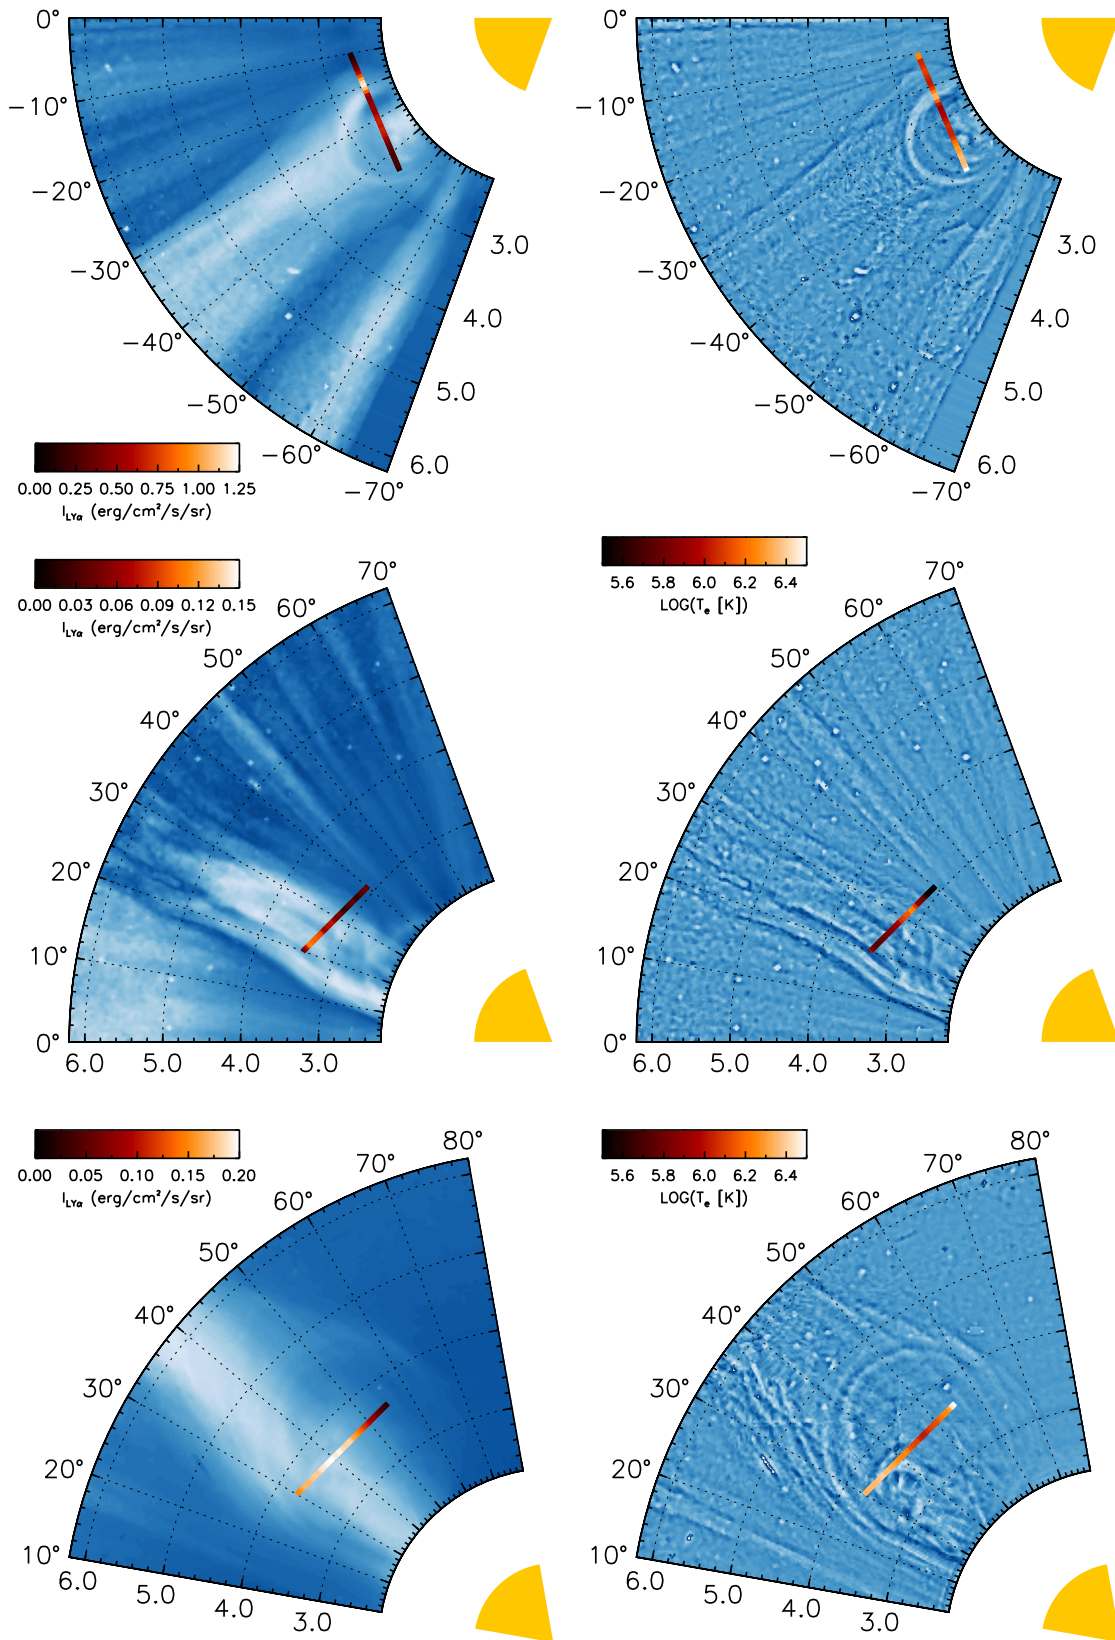 0° 0°
−10° −10°
−20° −20°
3.0 3.0
−30° −30°
4.0 4.0
−40° −40°
5.0 5.0
−50° −50°
−60° 6.0 −60° 6.0
−70° −70°
0.00 0.25 0.50 0.75 1.00 1.25
I_LYα (erg/cm²/s/sr)
0.00 0.03 0.06 0.09 0.12 0.15
I_LYα (erg/cm²/s/sr)
5.6 5.8 6.0 6.2 6.4
LOG(T_e [K])
70° 70°
60° 60°
50° 50°
40° 40°
30° 30°
20° 20°
10° 10°
0° 0°
6.0 5.0 4.0 3.0 6.0 5.0 4.0 3.0
0.00 0.05 0.10 0.15 0.20
I_LYα (erg/cm²/s/sr)
5.6 5.8 6.0 6.2 6.4
LOG(T_e [K])
80° 80°
70° 70°
60° 60°
50° 50°
40° 40°
30° 30°
20° 20°
10° 10°
6.0 5.0 4.0 3.0 6.0 5.0 4.0 3.0